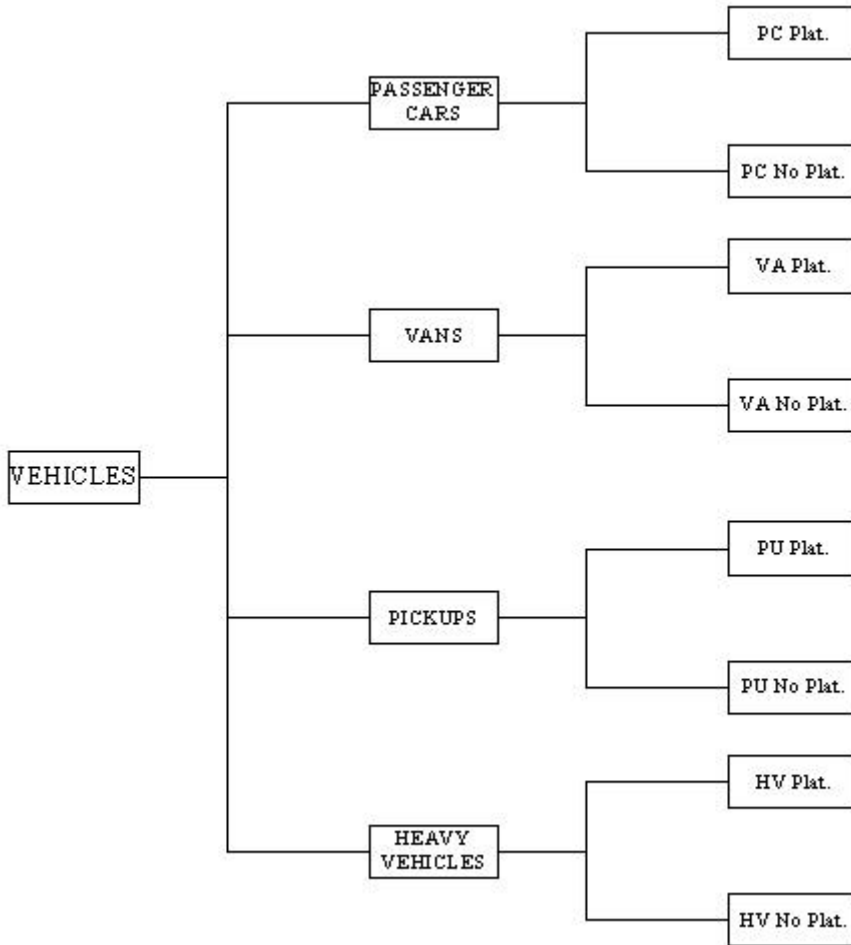 PC Plat.
PASSENGER
CARS
PC No Plat.
VA Plat.
VANS
VA No Plat.
VEHICLES
PU Plat.
PICKUPS
PU No Plat.
HV Plat.
HEAVY
VEHICLES
HV No Plat.